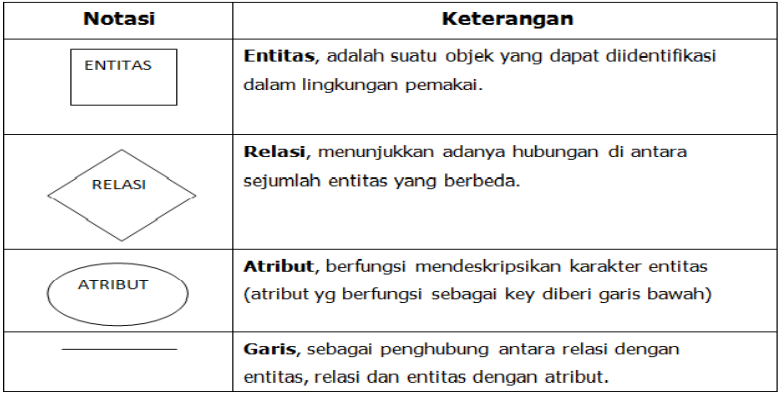 Notasi Keterangan
ENTITAS
Entitas, adalah suatu objek yang dapat diidentifikasi
dalam lingkungan pemakai.
RELASI
Relasi, menunjukkan adanya hubungan di antara
sejumlah entitas yang berbeda.
ATRIBUT
Atribut, berfungsi mendeskripsikan karakter entitas
(atribut yg berfungsi sebagai key diberi garis bawah)
Garis, sebagai penghubung antara relasi dengan
entitas, relasi dan entitas dengan atribut.